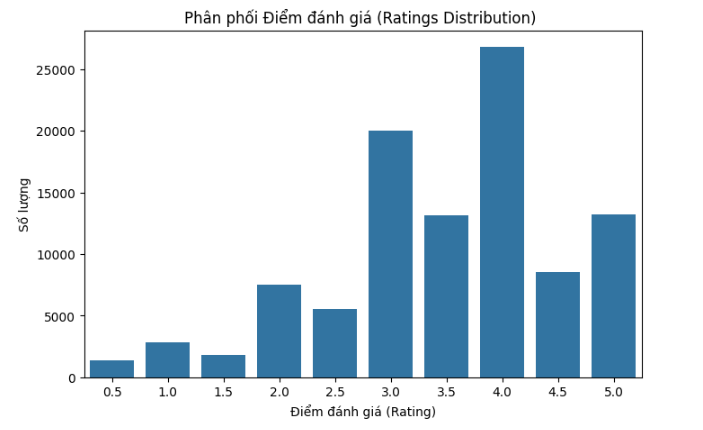 Phân phối Điểm đánh giá (Ratings Distribution)
25000
20000
15000
10000
5000
0
Số lượng
0.5 1.0 1.5 2.0 2.5 3.0 3.5 4.0 4.5 5.0
Điểm đánh giá (Rating)